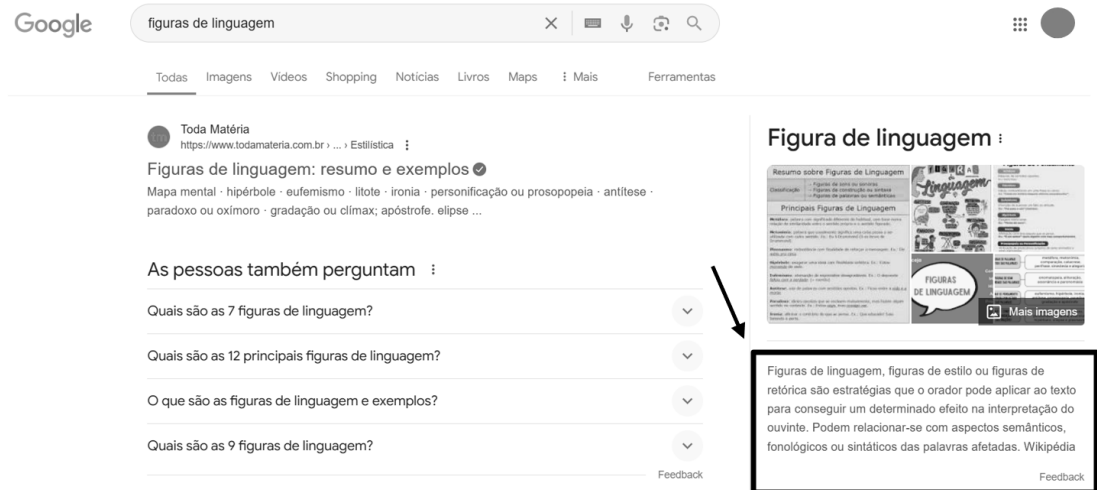 Google
figuras de linguagem
Todas Imagens Vídeos Shopping Notícias Livros Maps Mais Ferramentas
Toda Matéria
https://www.todamateria.com.br › ... › Estilística
Figuras de linguagem: resumo e exemplos
Mapa mental · hipérbole · eufemismo · litote · ironia · personificação ou prosopopeia · antítese ·
paradoxo ou oxímoro · gradação ou clímax; apóstrofe. elipse ...
As pessoas também perguntam
Quais são as 7 figuras de linguagem?
Quais são as 12 principais figuras de linguagem?
O que são as figuras de linguagem e exemplos?
Quais são as 9 figuras de linguagem?
Feedback
Figura de linguagem
Resumo sobre Figuras de Linguagem
Classificação
Principais Figuras de Linguagem
Linguagem
FIGURAS
DE LINGUAGEM
Mais imagens
Figuras de linguagem, figuras de estilo ou figuras de
retórica são estratégias que o orador pode aplicar ao texto
para conseguir um determinado efeito na interpretação do
ouvinte. Podem relacionar-se com aspectos semânticos,
fonológicos ou sintáticos das palavras afetadas. Wikipédia
Feedback